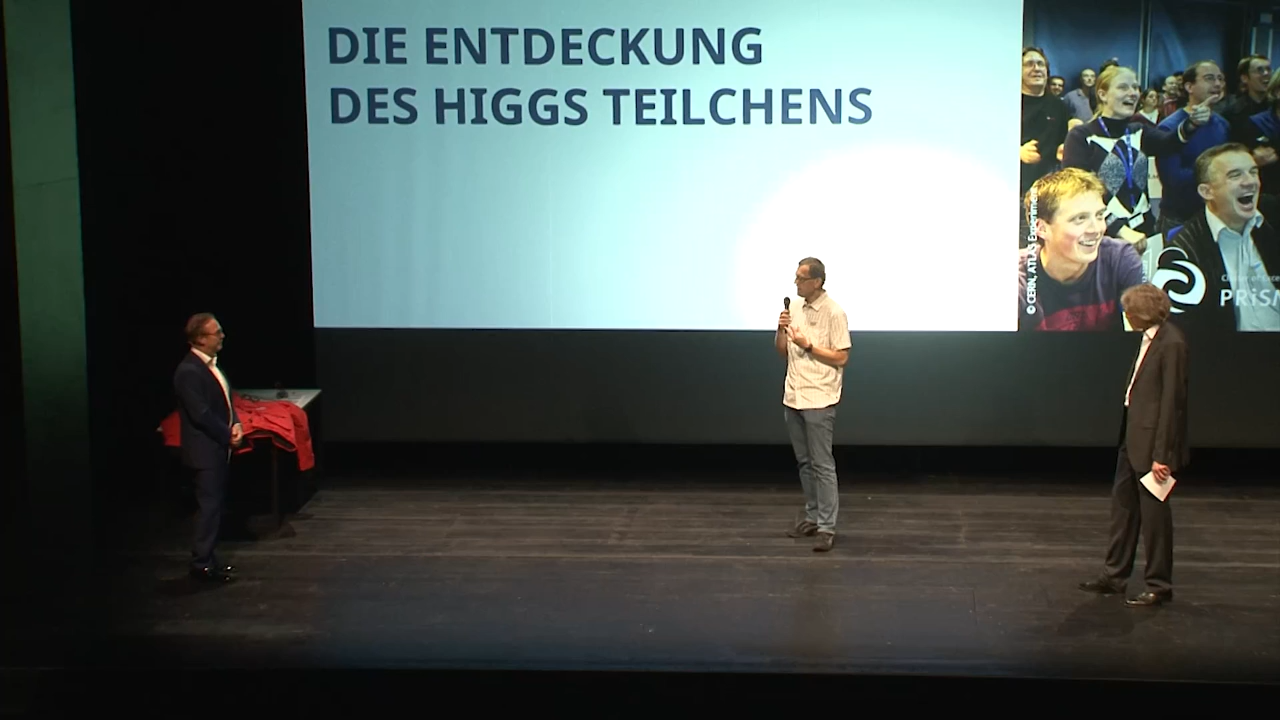 DIE ENTDECKUNG
DES HIGGS TEILCHENS
© CERN, ATLAS Experiment
PRiSM